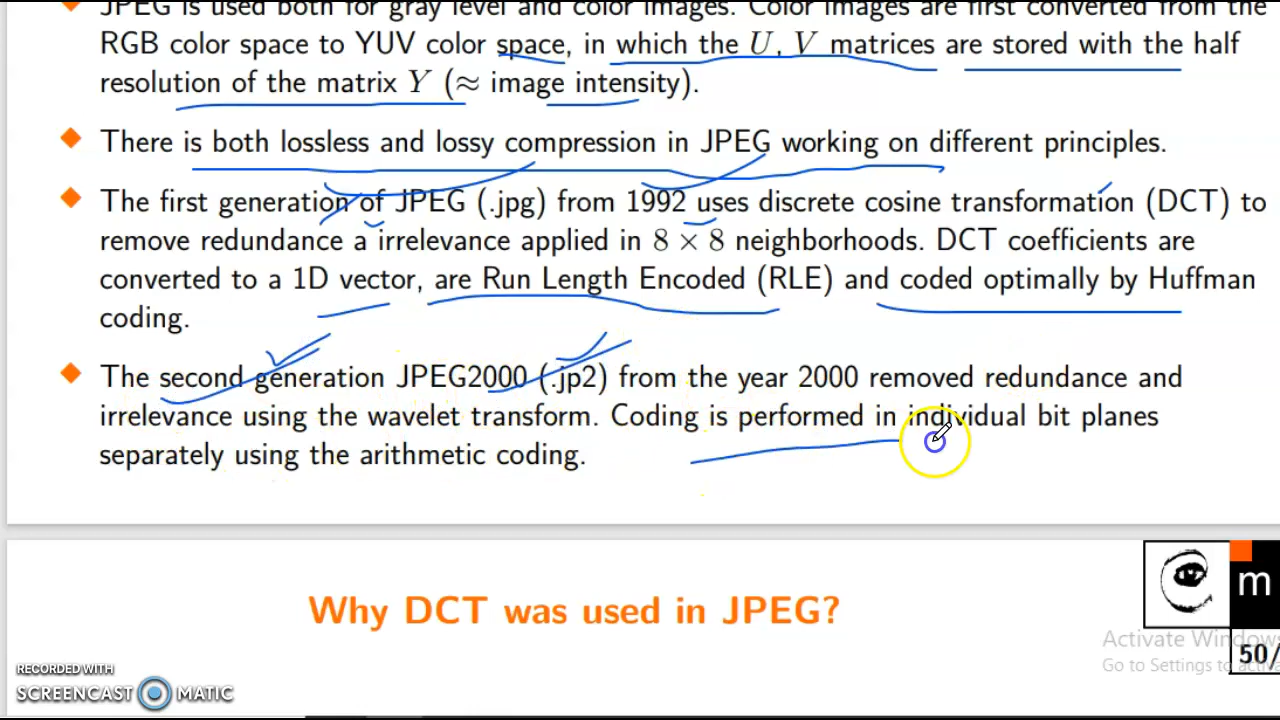 JPEG is used both for gray level and color images. Color images are first converted from the
RGB color space to YUV color space, in which the U, V matrices are stored with the half
resolution of the matrix Y (≈ image intensity).
There is both lossless and lossy compression in JPEG working on different principles.
The first generation of JPEG (.jpg) from 1992 uses discrete cosine transformation (DCT) to
remove redundance a irrelevance applied in 8 × 8 neighborhoods. DCT coefficients are
converted to a 1D vector, are Run Length Encoded (RLE) and coded optimally by Huffman
coding.
The second generation JPEG2000 (.jp2) from the year 2000 removed redundance and
irrelevance using the wavelet transform. Coding is performed in individual bit planes
separately using the arithmetic coding.
Why DCT was used in JPEG?
m
Activate Windows
Go to Settings to activa
50/
RECORDED WITH
SCREENCAST MATIC